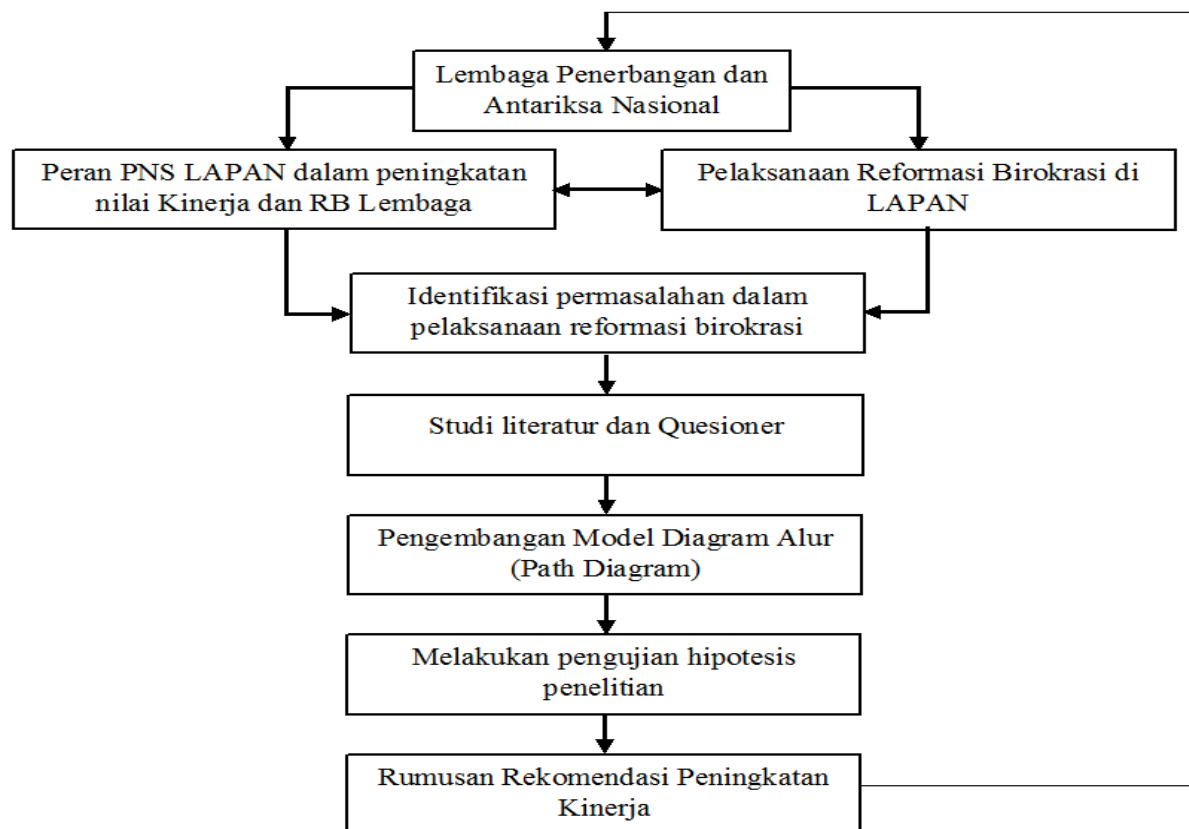 Lembaga Penerbangan dan
Antariksa Nasional
Peran PNS LAPAN dalam peningkatan
nilai Kinerja dan RB Lembaga
Pelaksanaan Reformasi Birokrasi di
LAPAN
Identifikasi permasalahan dalam
pelaksanaan reformasi birokrasi
Studi literatur dan Quesioner
Pengembangan Model Diagram Alur
(Path Diagram)
Melakukan pengujian hipotesis
penelitian
Rumusan Rekomendasi Peningkatan
Kinerja